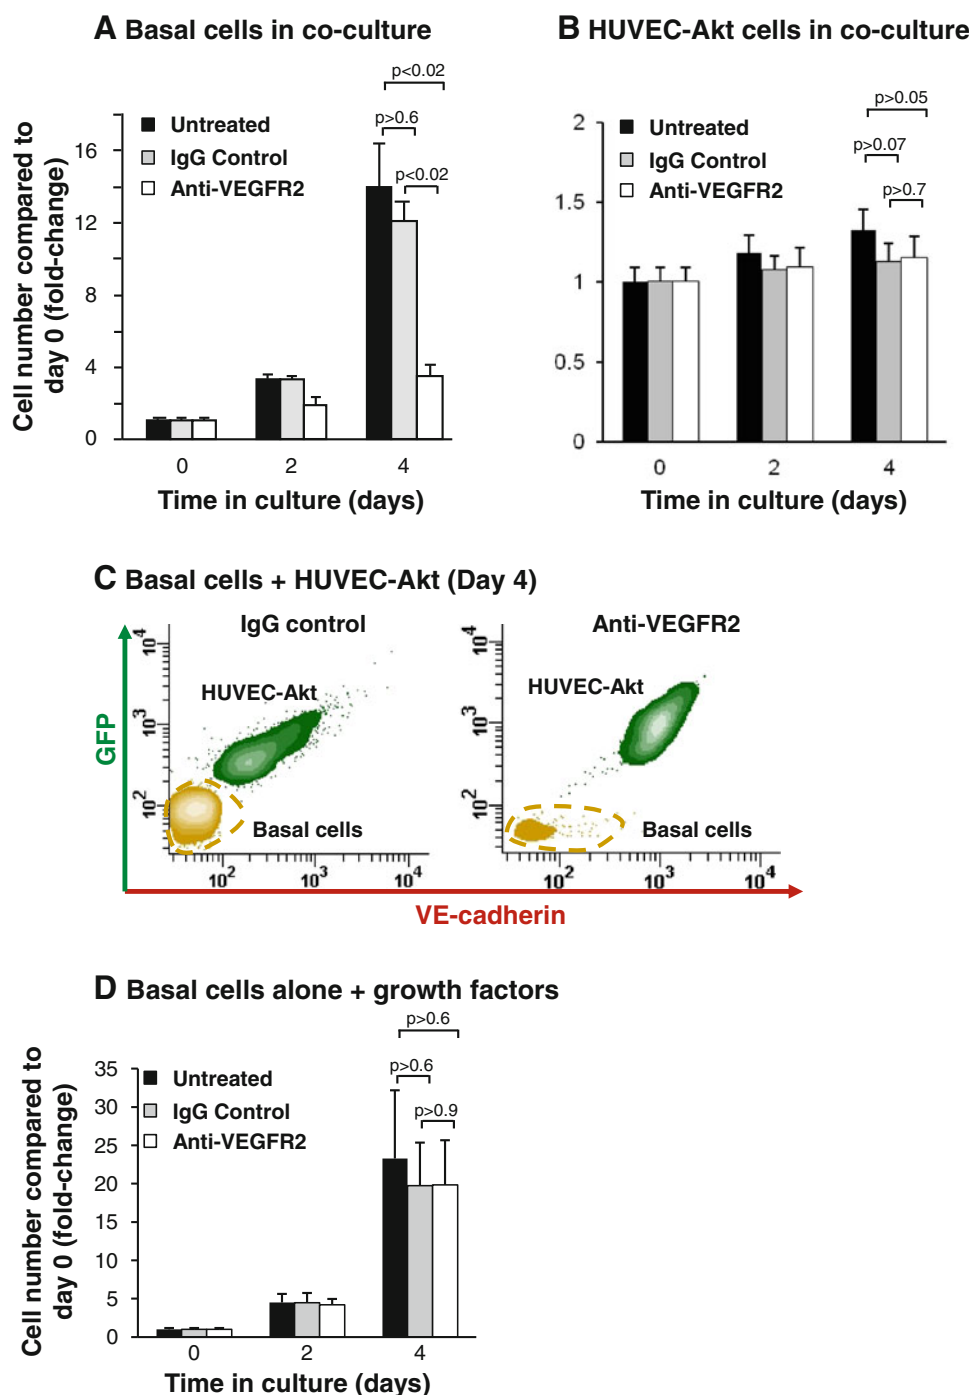 A Basal cells in co-culture
Cell number compared to
day 0 (fold-change)
p<0.02
p>0.6
p<0.02
Untreated
IgG Control
Anti-VEGFR2
16
12
8
4
0
0 2 4
Time in culture (days)
B HUVEC-Akt cells in co-culture
p>0.05
p>0.07
p>0.7
Untreated
IgG Control
Anti-VEGFR2
2
1.5
1
0.5
0
0 2 4
Time in culture (days)
C Basal cells + HUVEC-Akt (Day 4)
GFP
IgG control
HUVEC-Akt
Basal cells
10^4
10^3
10^2
10^2 10^3 10^4
Anti-VEGFR2
HUVEC-Akt
Basal cells
10^4
10^3
10^2
10^2 10^3 10^4
VE-cadherin
D Basal cells alone + growth factors
Cell number compared to
day 0 (fold-change)
p>0.6
p>0.6
p>0.9
Untreated
IgG Control
Anti-VEGFR2
35
30
25
20
15
10
5
0
0 2 4
Time in culture (days)